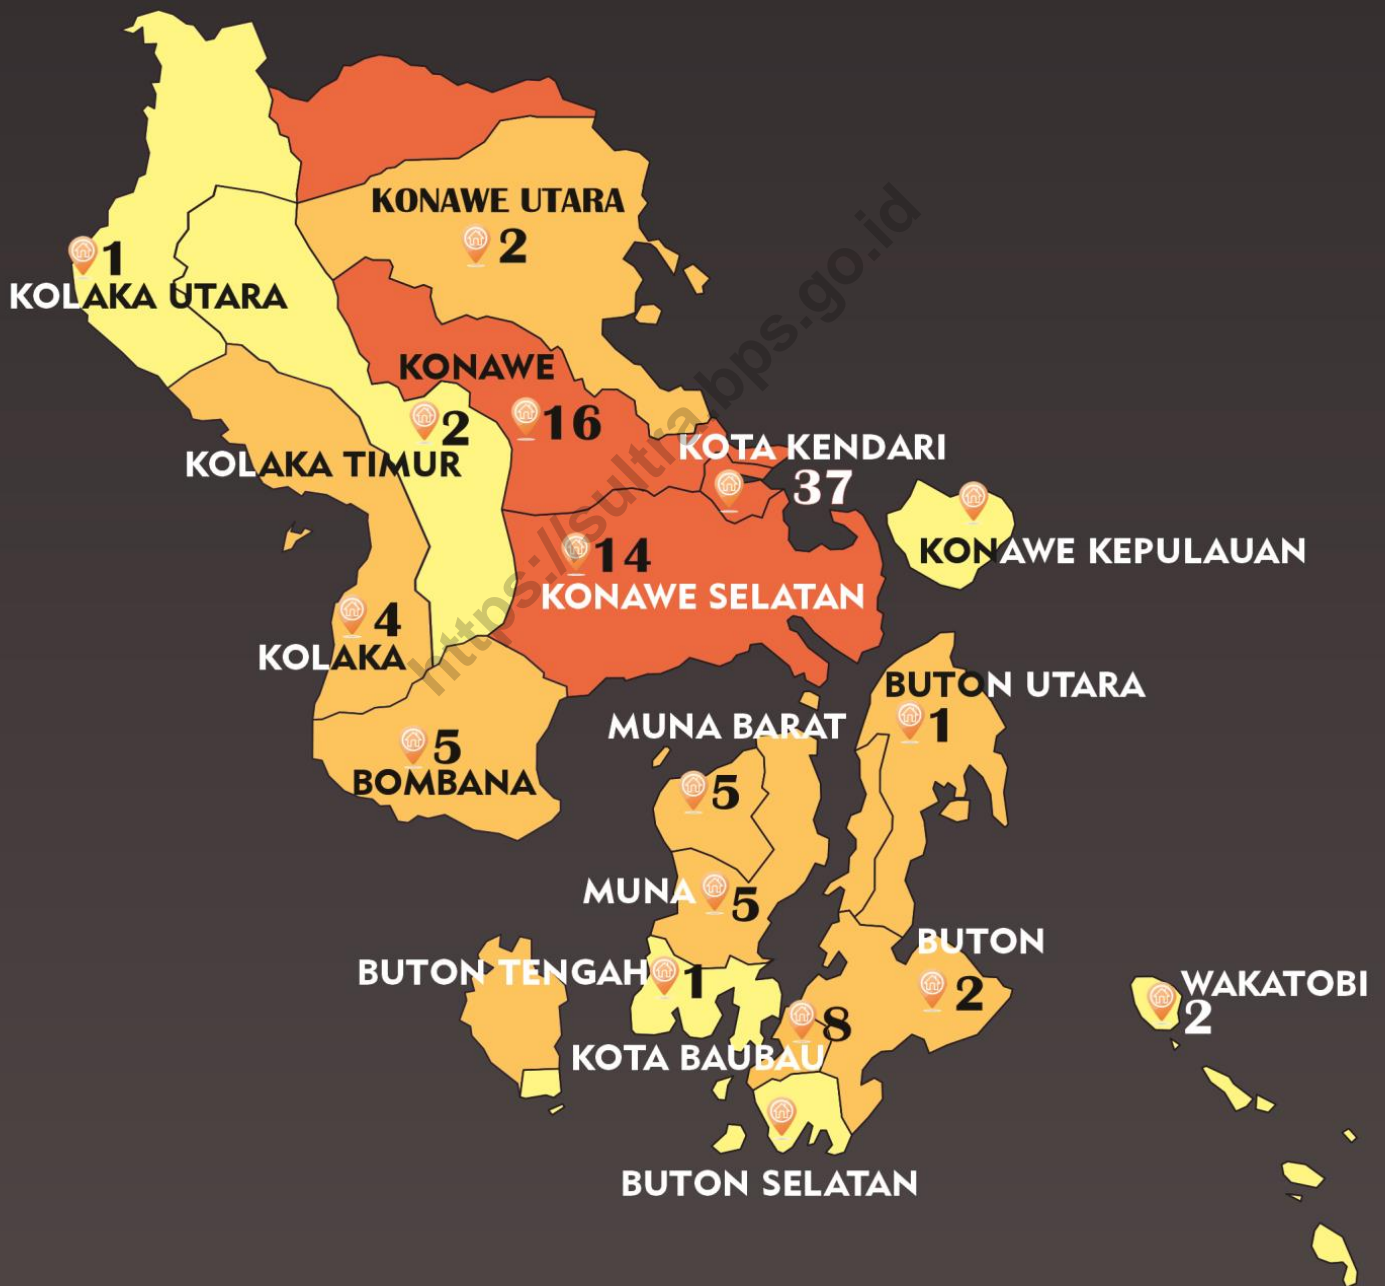 KONAWE UTARA
2
1
KOLAKA UTARA
KONAWE
16
2
KOLAKA TIMUR
KOTA KENDARI
37
14
KONAWE SELATAN
KONAWE KEPULAUAN
4
KOLAKA
5
BOMBANA
BUTON UTARA
1
MUNA BARAT
5
MUNA 5
BUTON
2
BUTON TENGAH 1
8
KOTA BAUBAU
WAKATOBI
2
BUTON SELATAN
https://sultra.bps.go.id